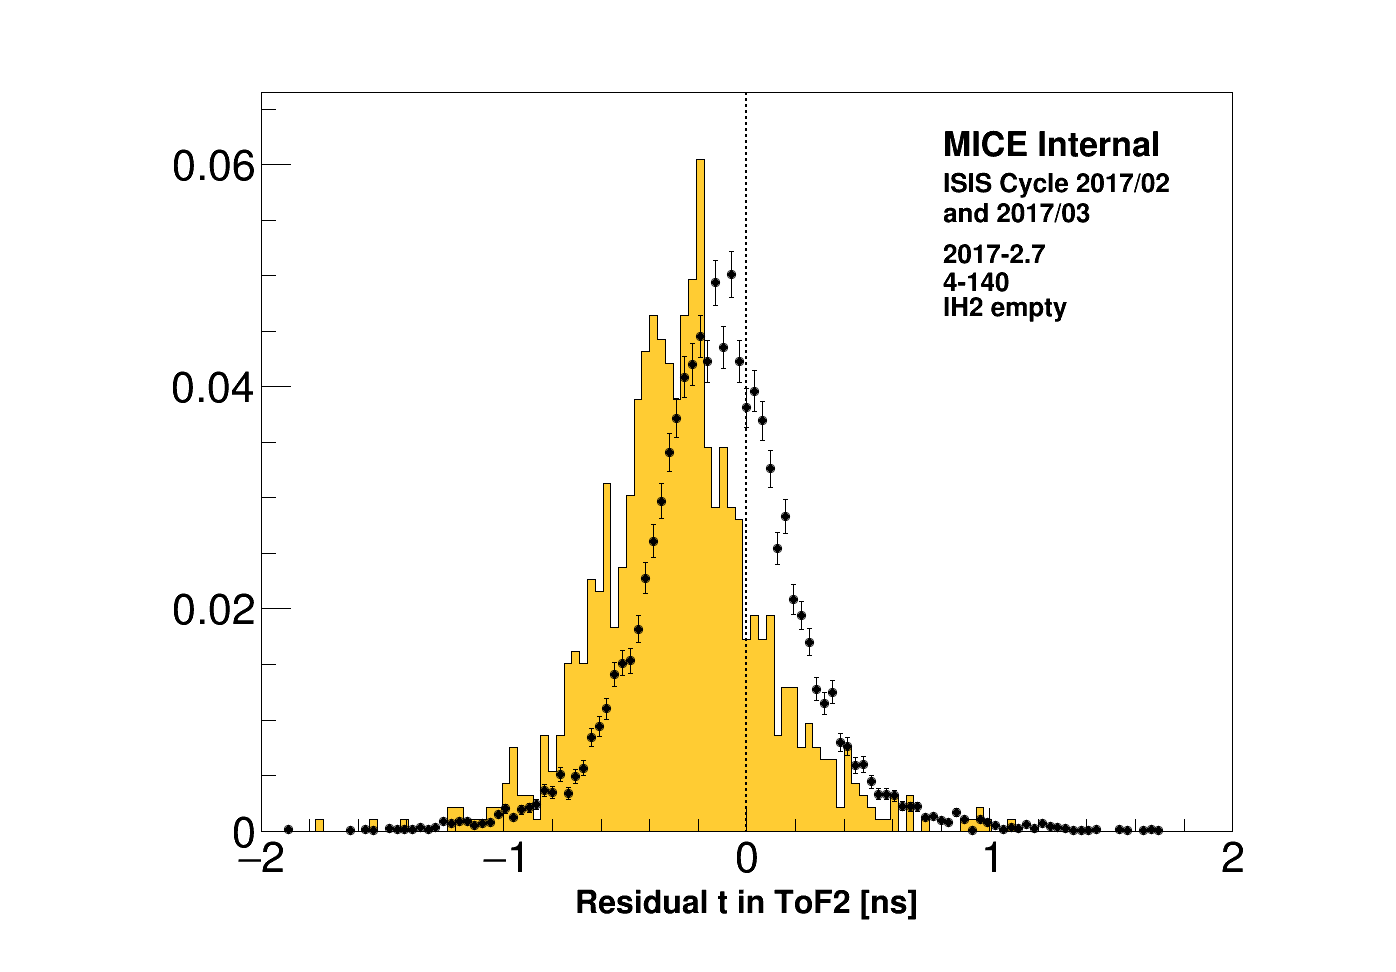 MICE Internal
ISIS Cycle 2017/02
and 2017/03
2017-2.7
4-140
lH2 empty
0.06
0.04
0.02
0
−2 −1 0 1 2
Residual t in ToF2 [ns]